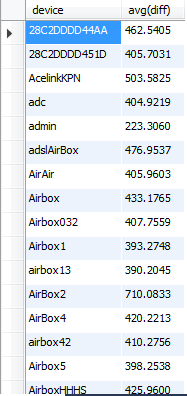 device avg(diff)
28C2DDDD44AA 462.5405
28C2DDDD451D 405.7031
AcelinkKPN 503.5825
adc 404.9219
admin 223.3060
adslAirBox 476.9537
AirAir 405.9603
Airbox 433.1765
Airbox032 407.7559
Airbox1 393.2748
airbox13 390.2045
AirBox2 710.0833
AirBox4 420.2213
airbox42 410.2756
Airbox5 398.2538
AirboxHHHS 425.9600